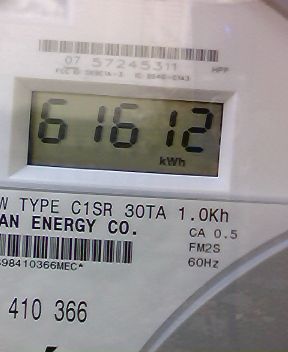 07 57245311
HPP
61612
kWh
W TYPE C1SR 30TA 1.0Kh
AN ENERGY CO.
CA 0.5
FM2S
60Hz
98410366MEC*
410 366